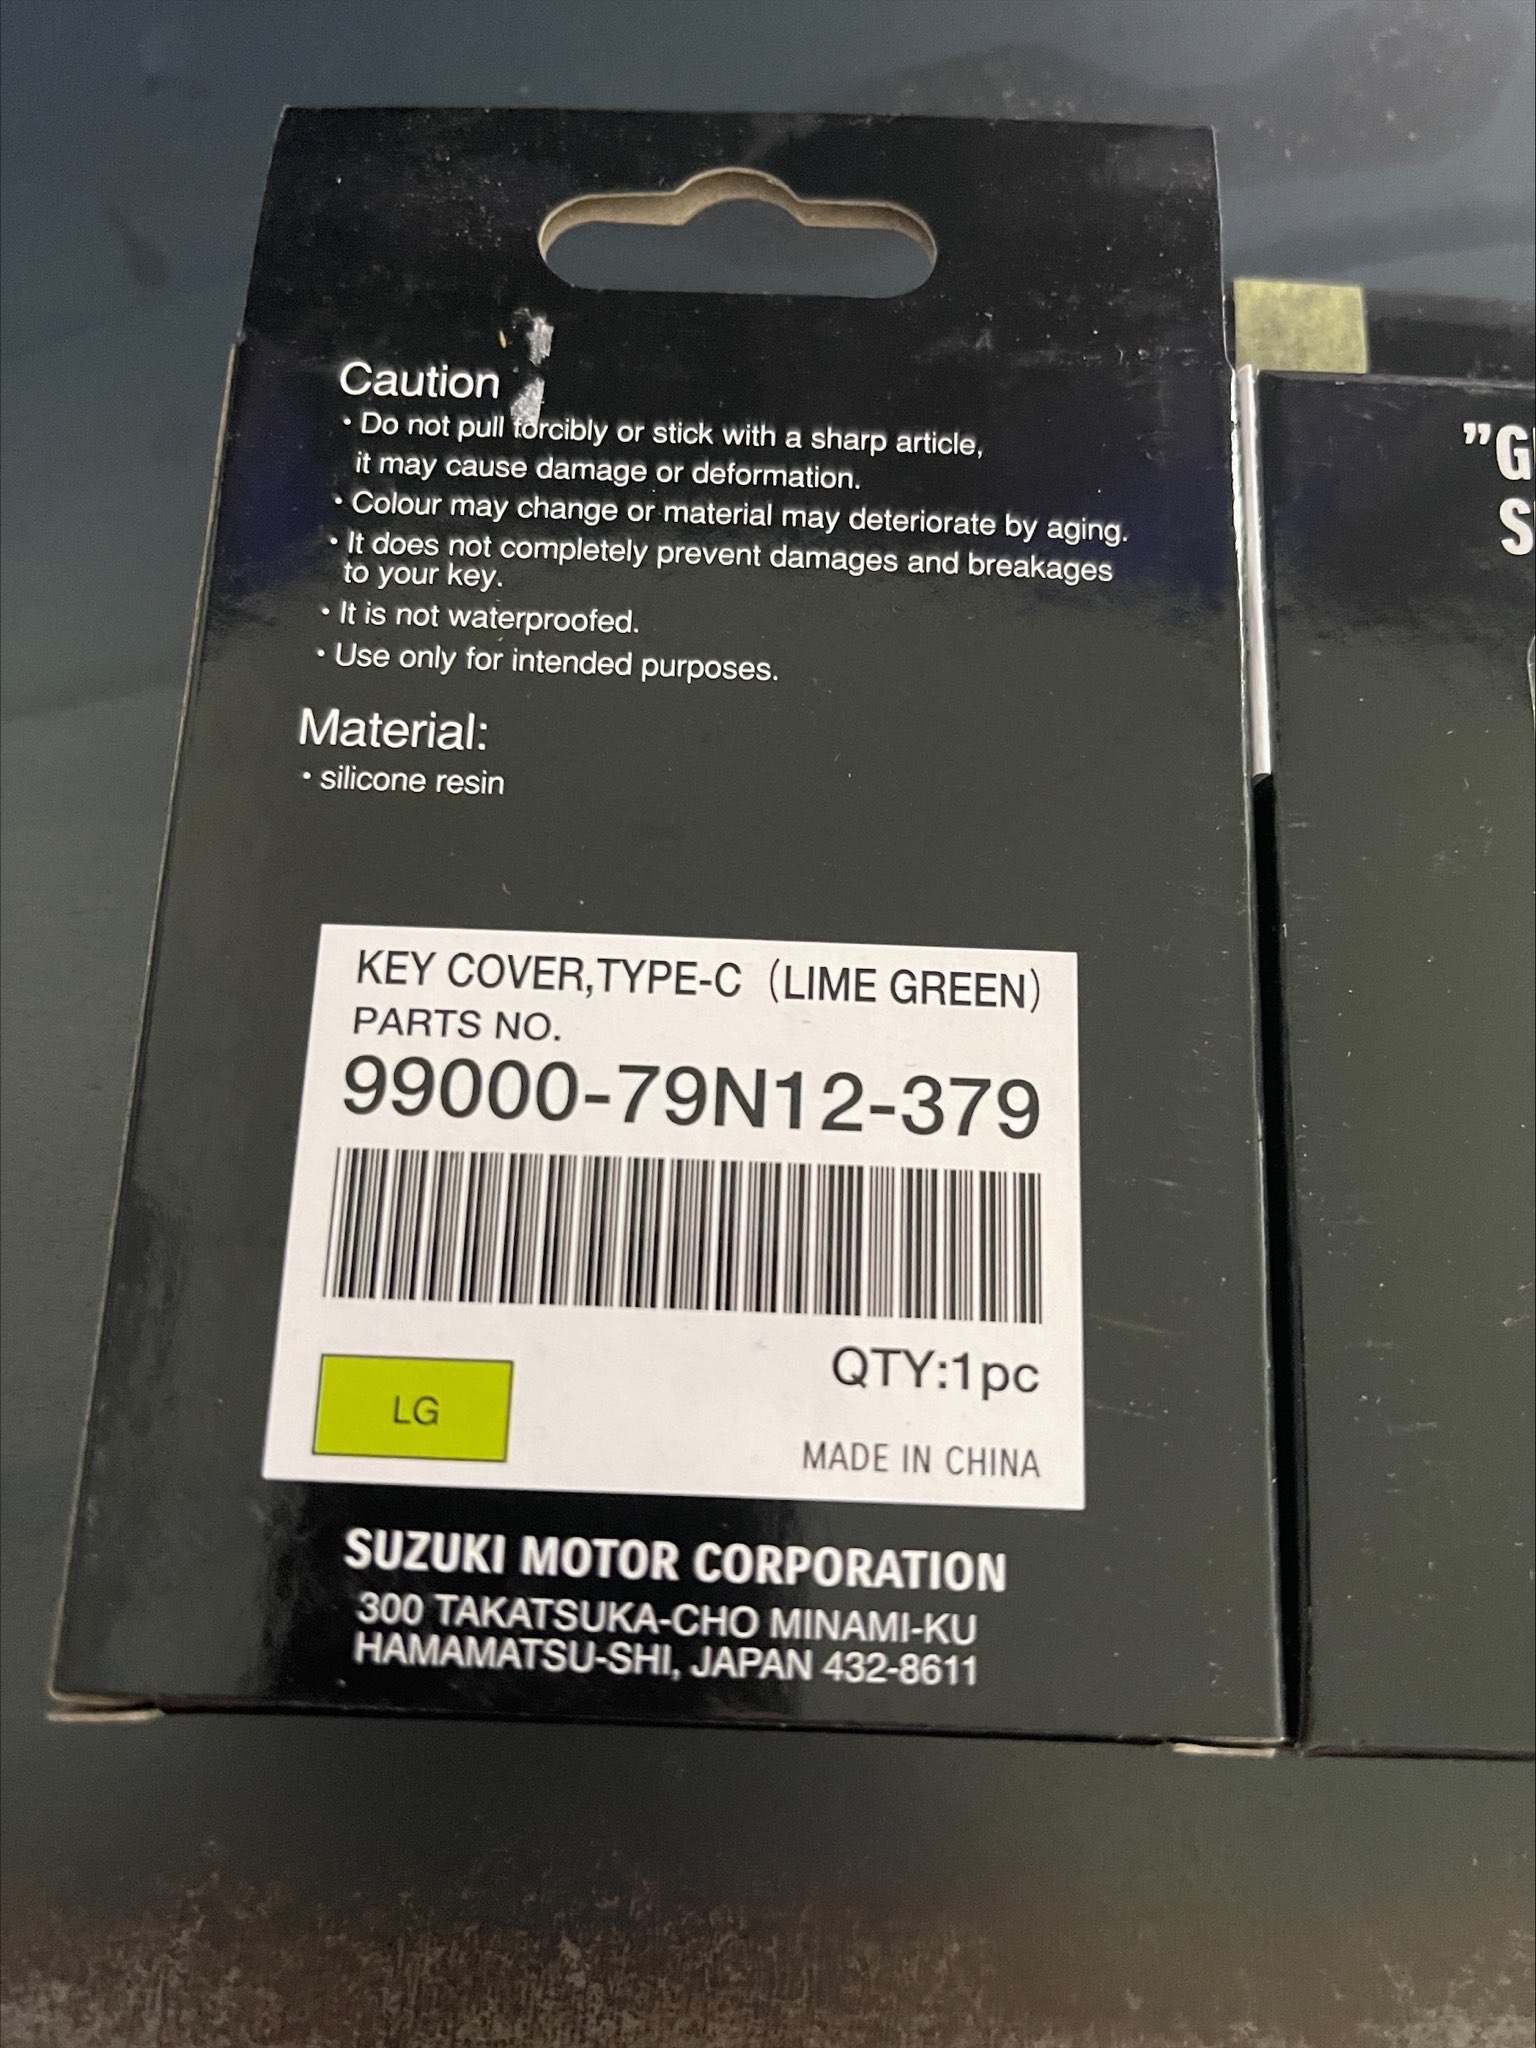 Caution
・Do not pull forcibly or stick with a sharp article,
it may cause damage or deformation.
・Colour may change or material may deteriorate by aging.
・It does not completely prevent damages and breakages
to your key.
・It is not waterproofed.
・Use only for intended purposes.
Material:
・silicone resin
KEY COVER,TYPE-C（LIME GREEN）
PARTS NO.
99000-79N12-379
QTY:1pc
LG
MADE IN CHINA
SUZUKI MOTOR CORPORATION
300 TAKATSUKA-CHO MINAMI-KU
HAMAMATSU-SHI, JAPAN 432-8611